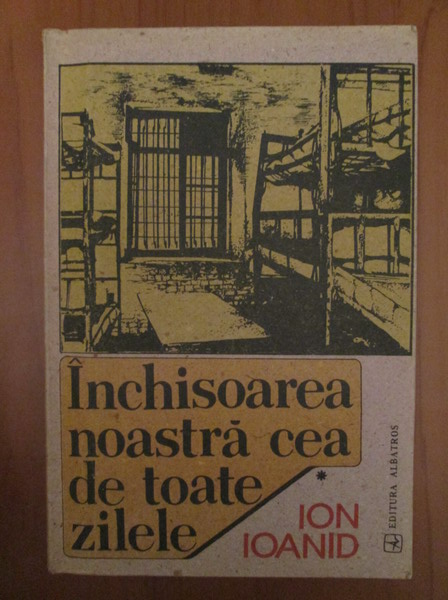 Închisoarea
noastră cea
de toate *
zilele
ION
IOANID
EDITURA ALBATROS